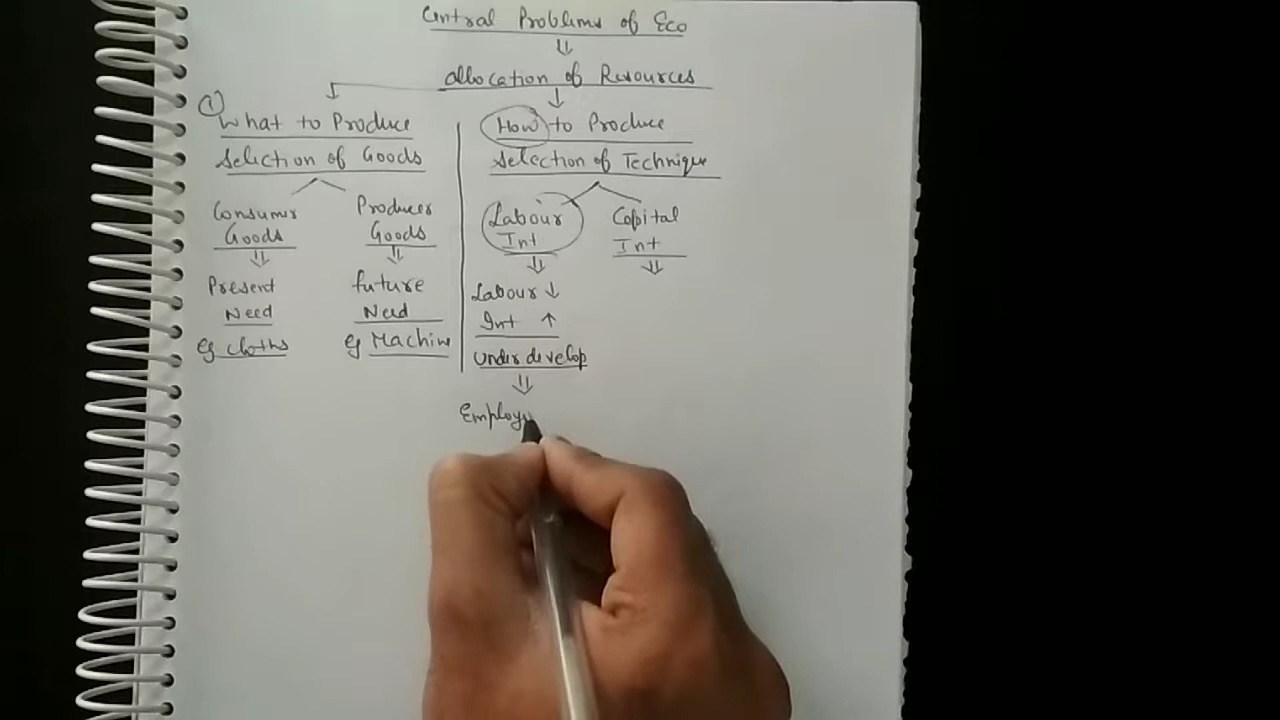 Central Problems of Eco
⇓
allocation of Resources
①
What to Produce
Selection of Goods
Consumer
Goods
⇓
Present
Need
Eg Cloths
Producer
Goods
⇓
future
Need
Eg Machine
How to Produce
Selection of Technique
Labour
Int
⇓
Labour ↓
Int ↑
Under develop
⇓
Employ
Capital
Int
⇓